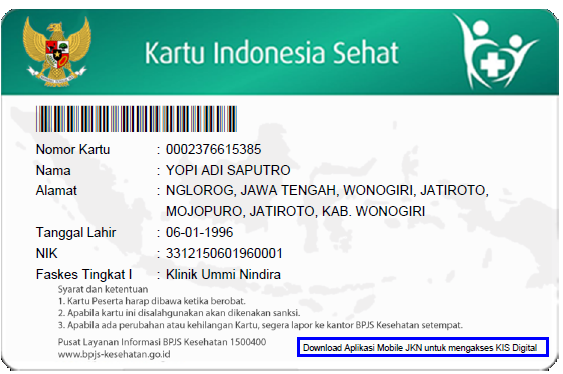 Kartu Indonesia Sehat
Nomor Kartu : 0002376615385
Nama : YOPI ADI SAPUTRO
Alamat : NGLOROG, JAWA TENGAH, WONOGIRI, JATIROTO,
MOJOPURO, JATIROTO, KAB. WONOGIRI
Tanggal Lahir : 06-01-1996
NIK : 3312150601960001
Faskes Tingkat I : Klinik Ummi Nindira
Syarat dan ketentuan
1. Kartu Peserta harap dibawa ketika berobat.
2. Apabila kartu ini disalahgunakan akan dikenakan sanksi.
3. Apabila ada perubahan atau kehilangan Kartu, segera lapor ke kantor BPJS Kesehatan setempat.
Pusat Layanan Informasi BPJS Kesehatan 1500400
www.bpjs-kesehatan.go.id
Download Aplikasi Mobile JKN untuk mengakses KIS Digital